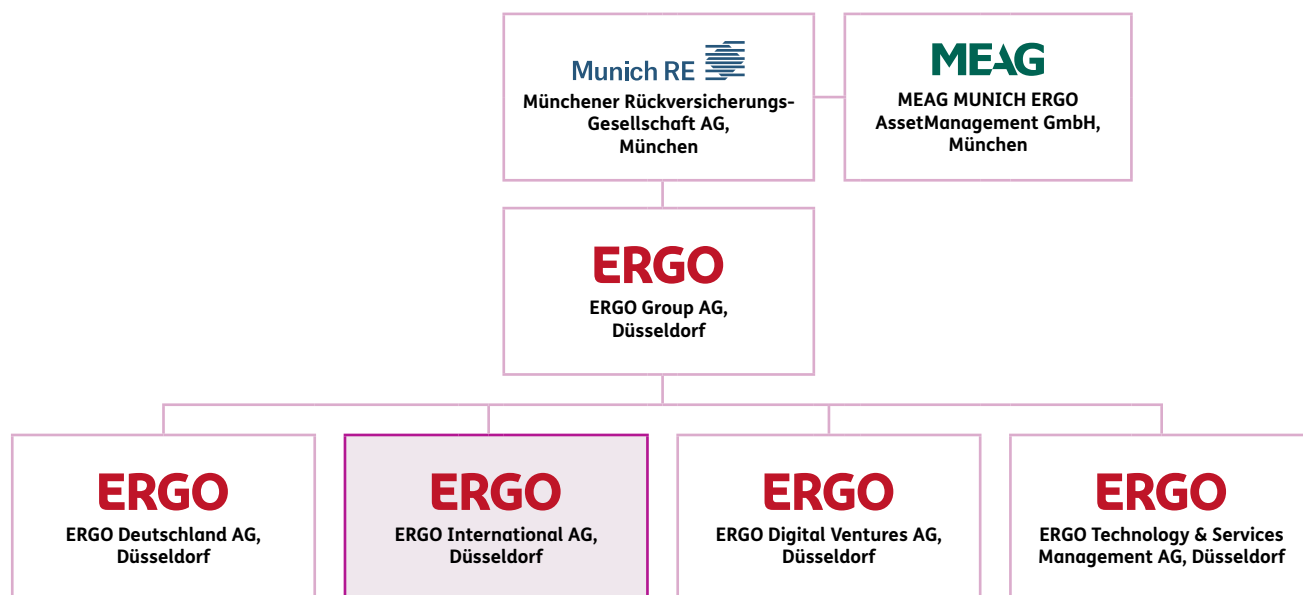 Munich RE
Münchener Rückversicherungs-
Gesellschaft AG,
München
MEAG
MEAG MUNICH ERGO
AssetManagement GmbH,
München
ERGO
ERGO Group AG,
Düsseldorf
ERGO
ERGO Deutschland AG,
Düsseldorf
ERGO
ERGO International AG,
Düsseldorf
ERGO
ERGO Digital Ventures AG,
Düsseldorf
ERGO
ERGO Technology & Services
Management AG, Düsseldorf